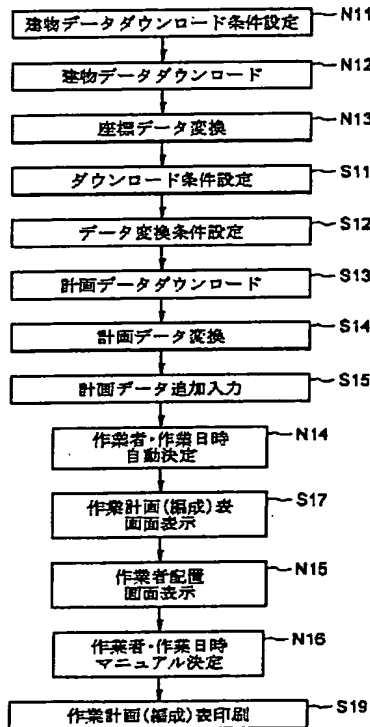 建物データダウンロード条件設定 N11
建物データダウンロード N12
座標データ変換 N13
ダウンロード条件設定 S11
データ変換条件設定 S12
計画データダウンロード S13
計画データ変換 S14
計画データ追加入力 S15
作業者・作業日時 N14
自動決定
作業計画(編成)表 S17
画面表示
作業者配置 N15
画面表示
作業者・作業日時 N16
マニュアル決定
作業計画(編成)表印刷 S19